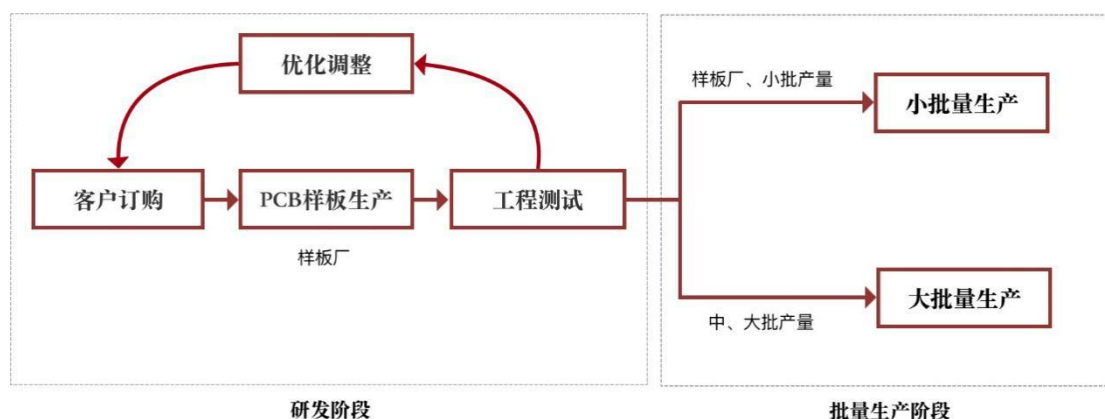 优化调整
样板厂、小批产量
小批量生产
客户订购
PCB样板生产
工程测试
样板厂
大批量生产
中、大批产量
研发阶段
批量生产阶段